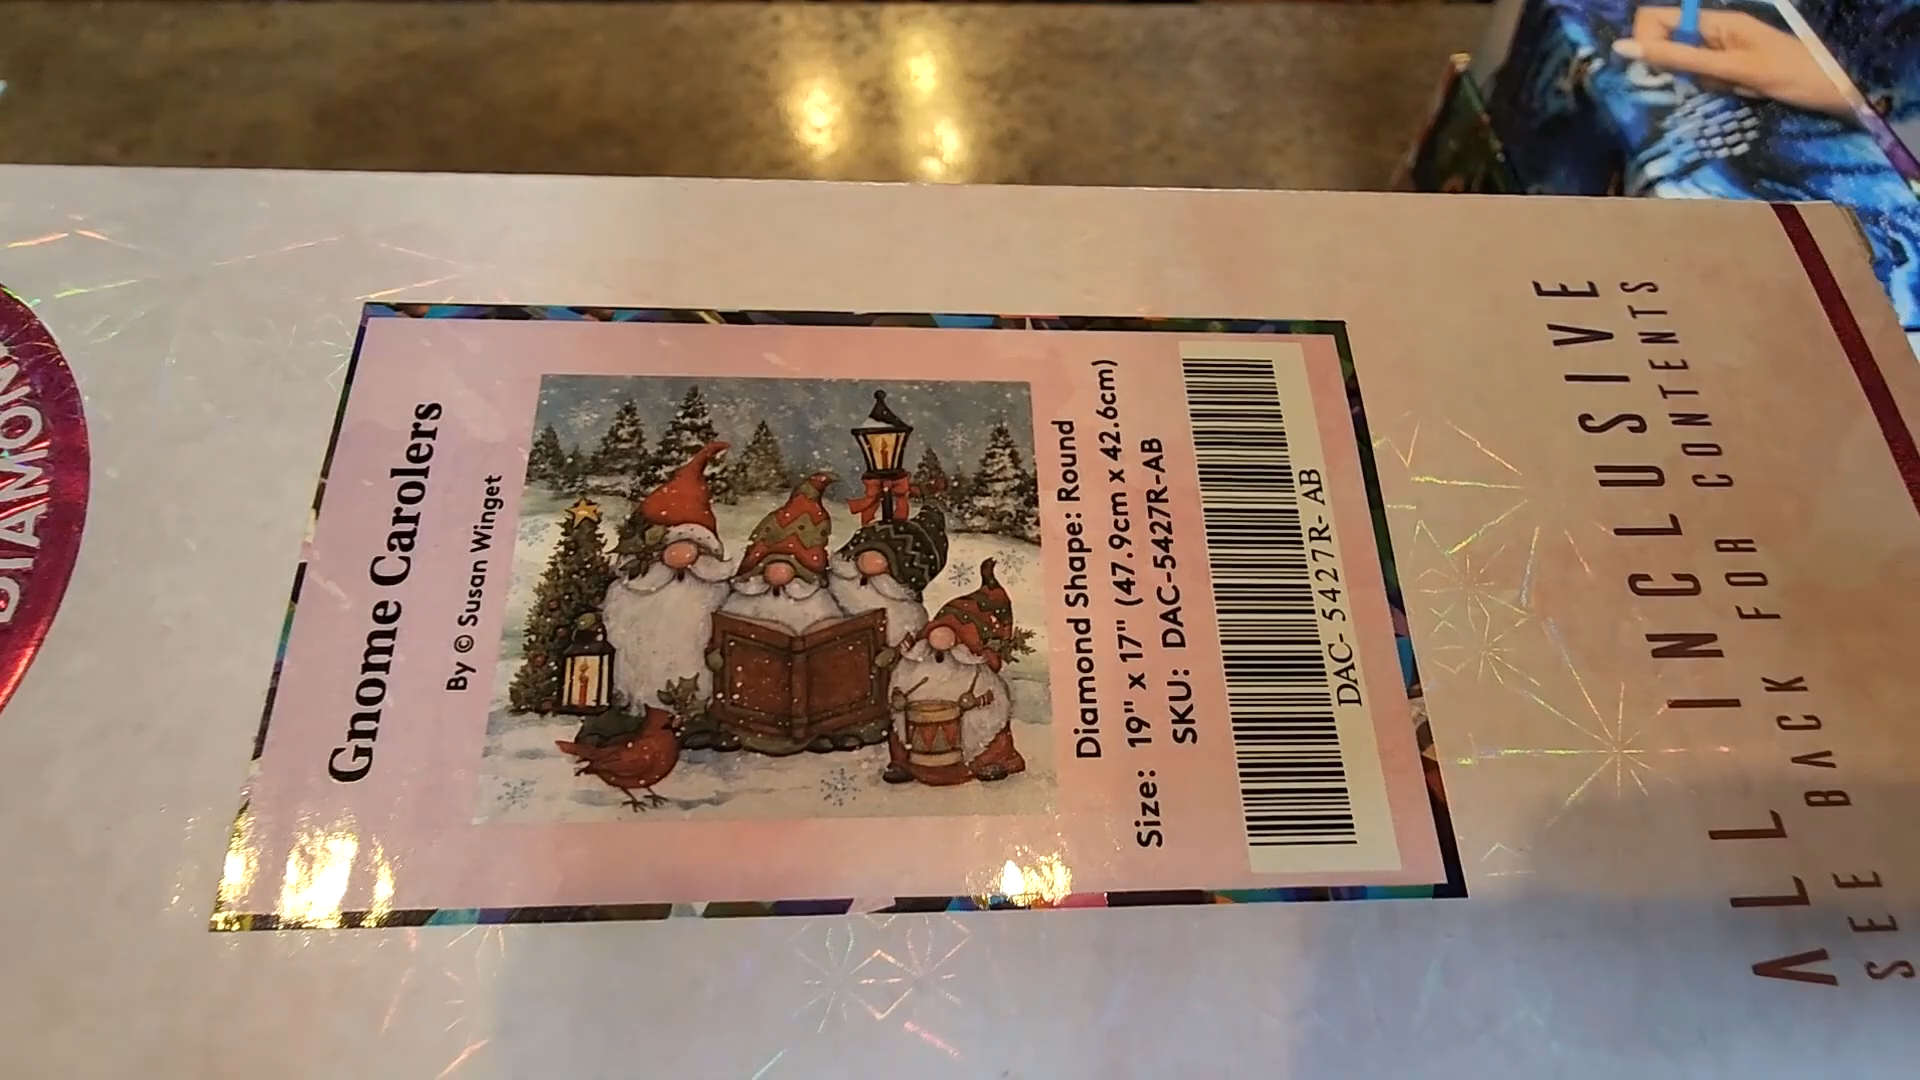 DIAMON
Gnome Carolers
By © Susan Winget
Diamond Shape: Round
Size: 19" x 17" (47.9cm x 42.6cm)
SKU: DAC-5427R-AB
DAC- 5427R- AB
ALL INCLUSIVE
SEE BACK FOR CONTENTS